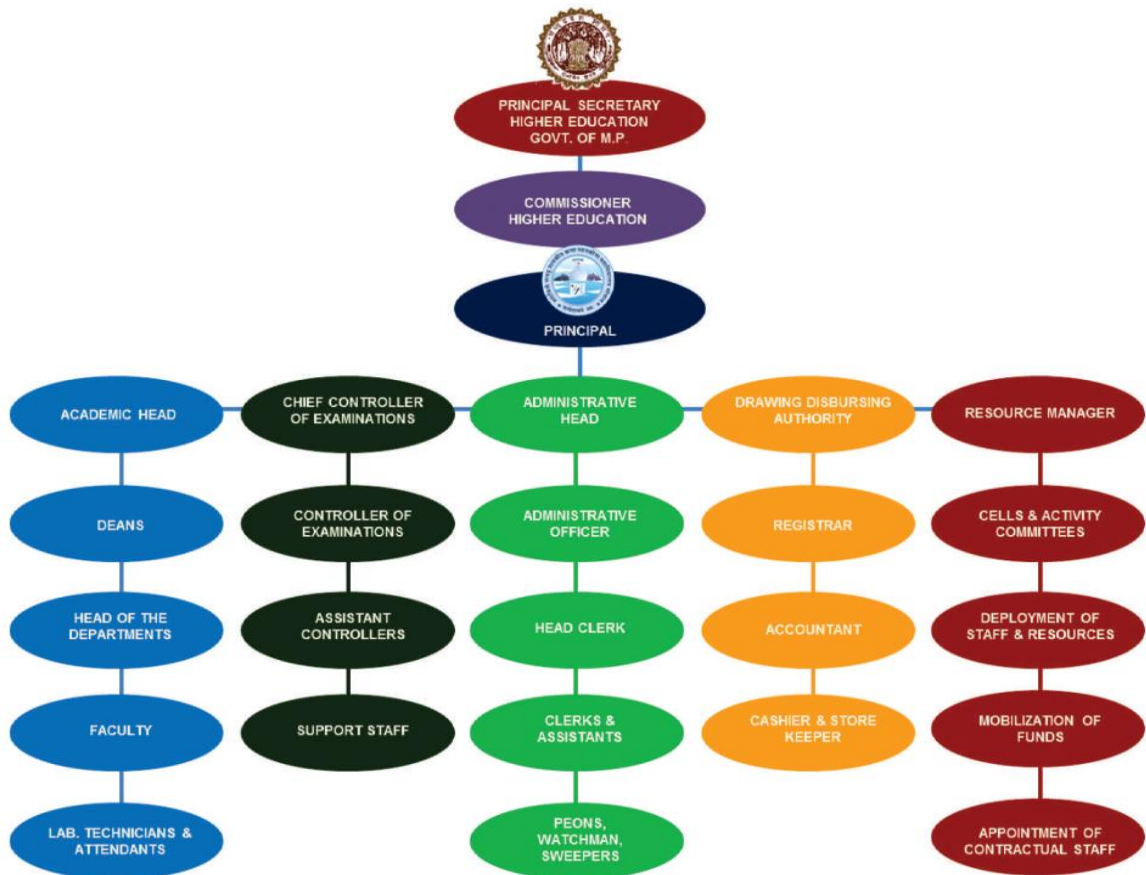 PRINCIPAL SECRETARY
HIGHER EDUCATION
GOVT. OF M.P.
COMMISSIONER
HIGHER EDUCATION
PRINCIPAL
ACADEMIC HEAD
CHIEF CONTROLLER
OF EXAMINATIONS
ADMINISTRATIVE
HEAD
DRAWING DISBURSING
AUTHORITY
RESOURCE MANAGER
DEANS
CONTROLLER OF
EXAMINATIONS
ADMINISTRATIVE
OFFICER
REGISTRAR
CELLS & ACTIVITY
COMMITTEES
HEAD OF THE
DEPARTMENTS
ASSISTANT
CONTROLLERS
HEAD CLERK
ACCOUNTANT
DEPLOYMENT OF
STAFF & RESOURCES
FACULTY
SUPPORT STAFF
CLERKS &
ASSISTANTS
CASHIER & STORE
KEEPER
MOBILIZATION OF
FUNDS
LAB. TECHNICIANS &
ATTENDANTS
PEONS,
WATCHMAN,
SWEEPERS
APPOINTMENT OF
CONTRACTUAL STAFF